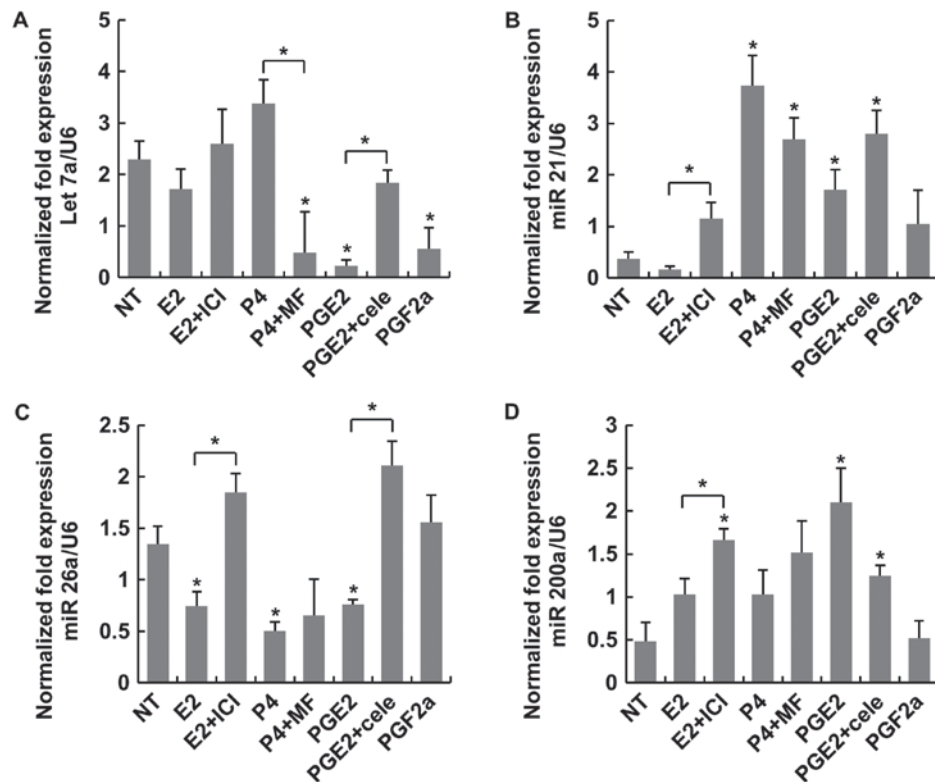 A
Normalized fold expression
Let 7a/U6
5
4
3
2
1
0
*
*
*
*
*
NT
E2
E2+ICI
P4
P4+MF
PGE2
PGE2+cele
PGF2a
B
Normalized fold expression
miR 21/U6
5
4
3
2
1
0
*
*
*
*
*
NT
E2
E2+ICI
P4
P4+MF
PGE2
PGE2+cele
PGF2a
C
Normalized fold expression
miR 26a/U6
2.5
2
1.5
1
0.5
0
*
*
*
*
*
NT
E2
E2+ICI
P4
P4+MF
PGE2
PGE2+cele
PGF2a
D
Normalized fold expression
miR 200a/U6
3
2.5
2
1.5
1
0.5
0
*
*
*
*
NT
E2
E2+ICI
P4
P4+MF
PGE2
PGE2+cele
PGF2a